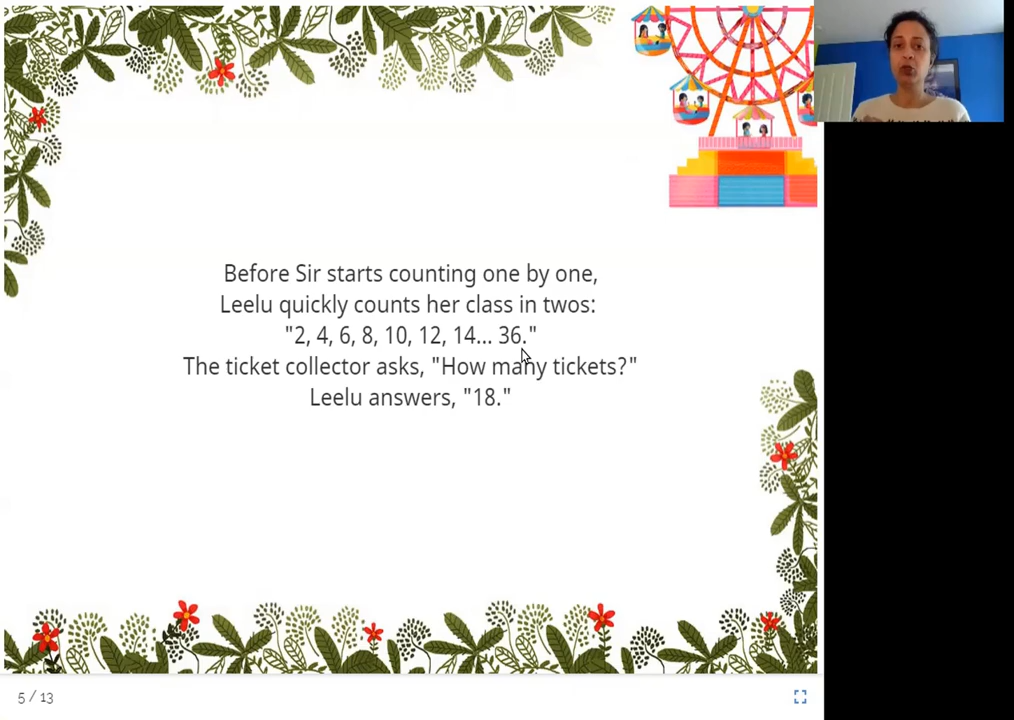 Before Sir starts counting one by one,
Leelu quickly counts her class in twos:
"2, 4, 6, 8, 10, 12, 14... 36."
The ticket collector asks, "How many tickets?"
Leelu answers, "18."
5 / 13